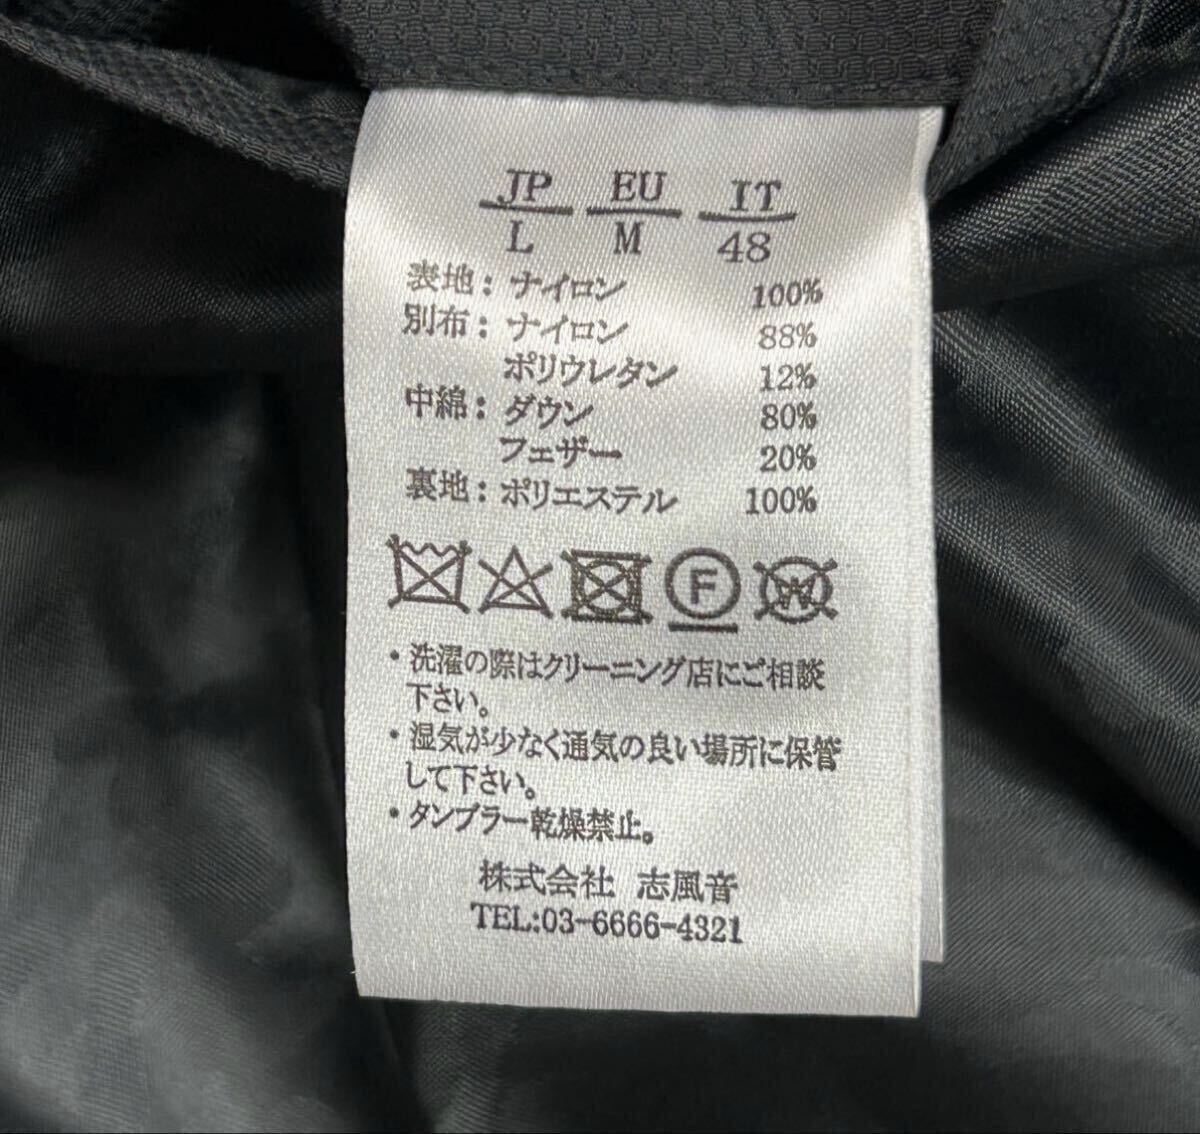 JP EU IT
L M 48
表地：ナイロン 100%
別布：ナイロン 88%
ポリウレタン 12%
中綿：ダウン 80%
フェザー 20%
裏地：ポリエステル 100%
F W
・洗濯の際はクリーニング店にご相談
下さい。
・湿気が少なく通気の良い場所に保管
して下さい。
・タンブラー乾燥禁止。
株式会社 志風音
TEL:03-6666-4321